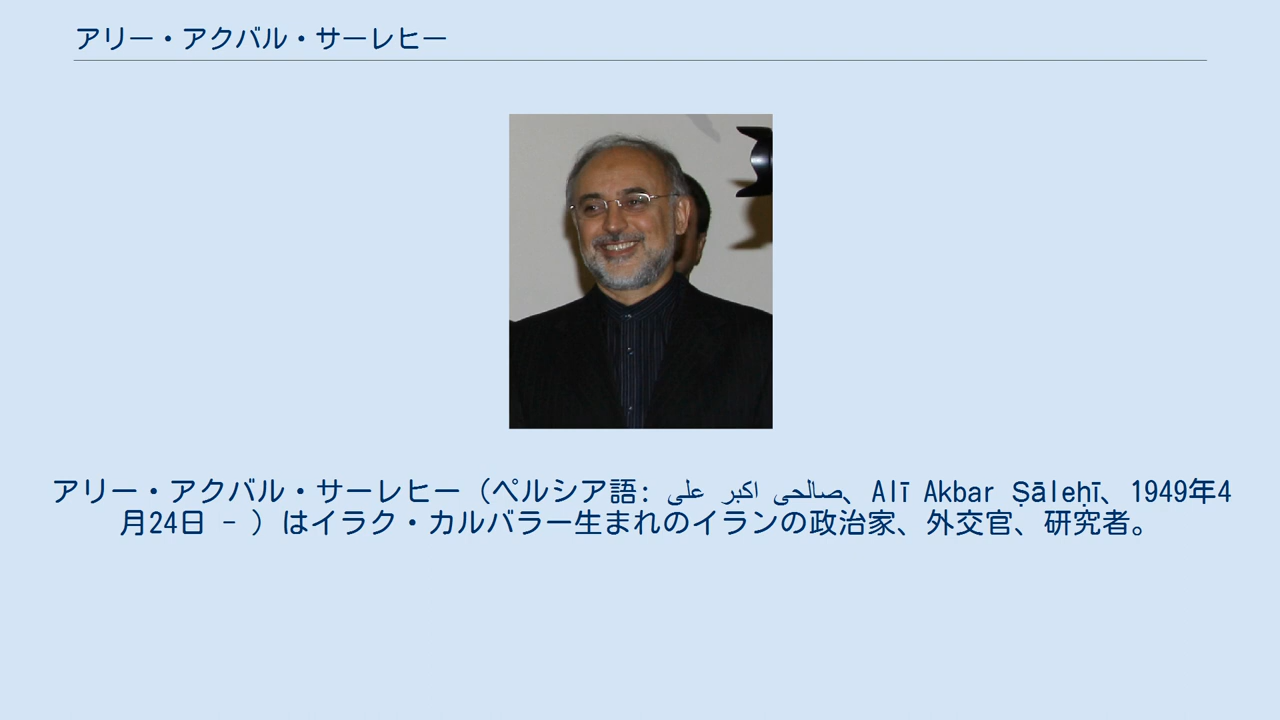 アリー・アクバル・サーレヒー
アリー・アクバル・サーレヒー（ペルシア語: علی اکبر صالحی、Alī Akbar Ṣāleḥī、1949年4
月24日 - ）はイラク・カルバラー生まれのイランの政治家、外交官、研究者。